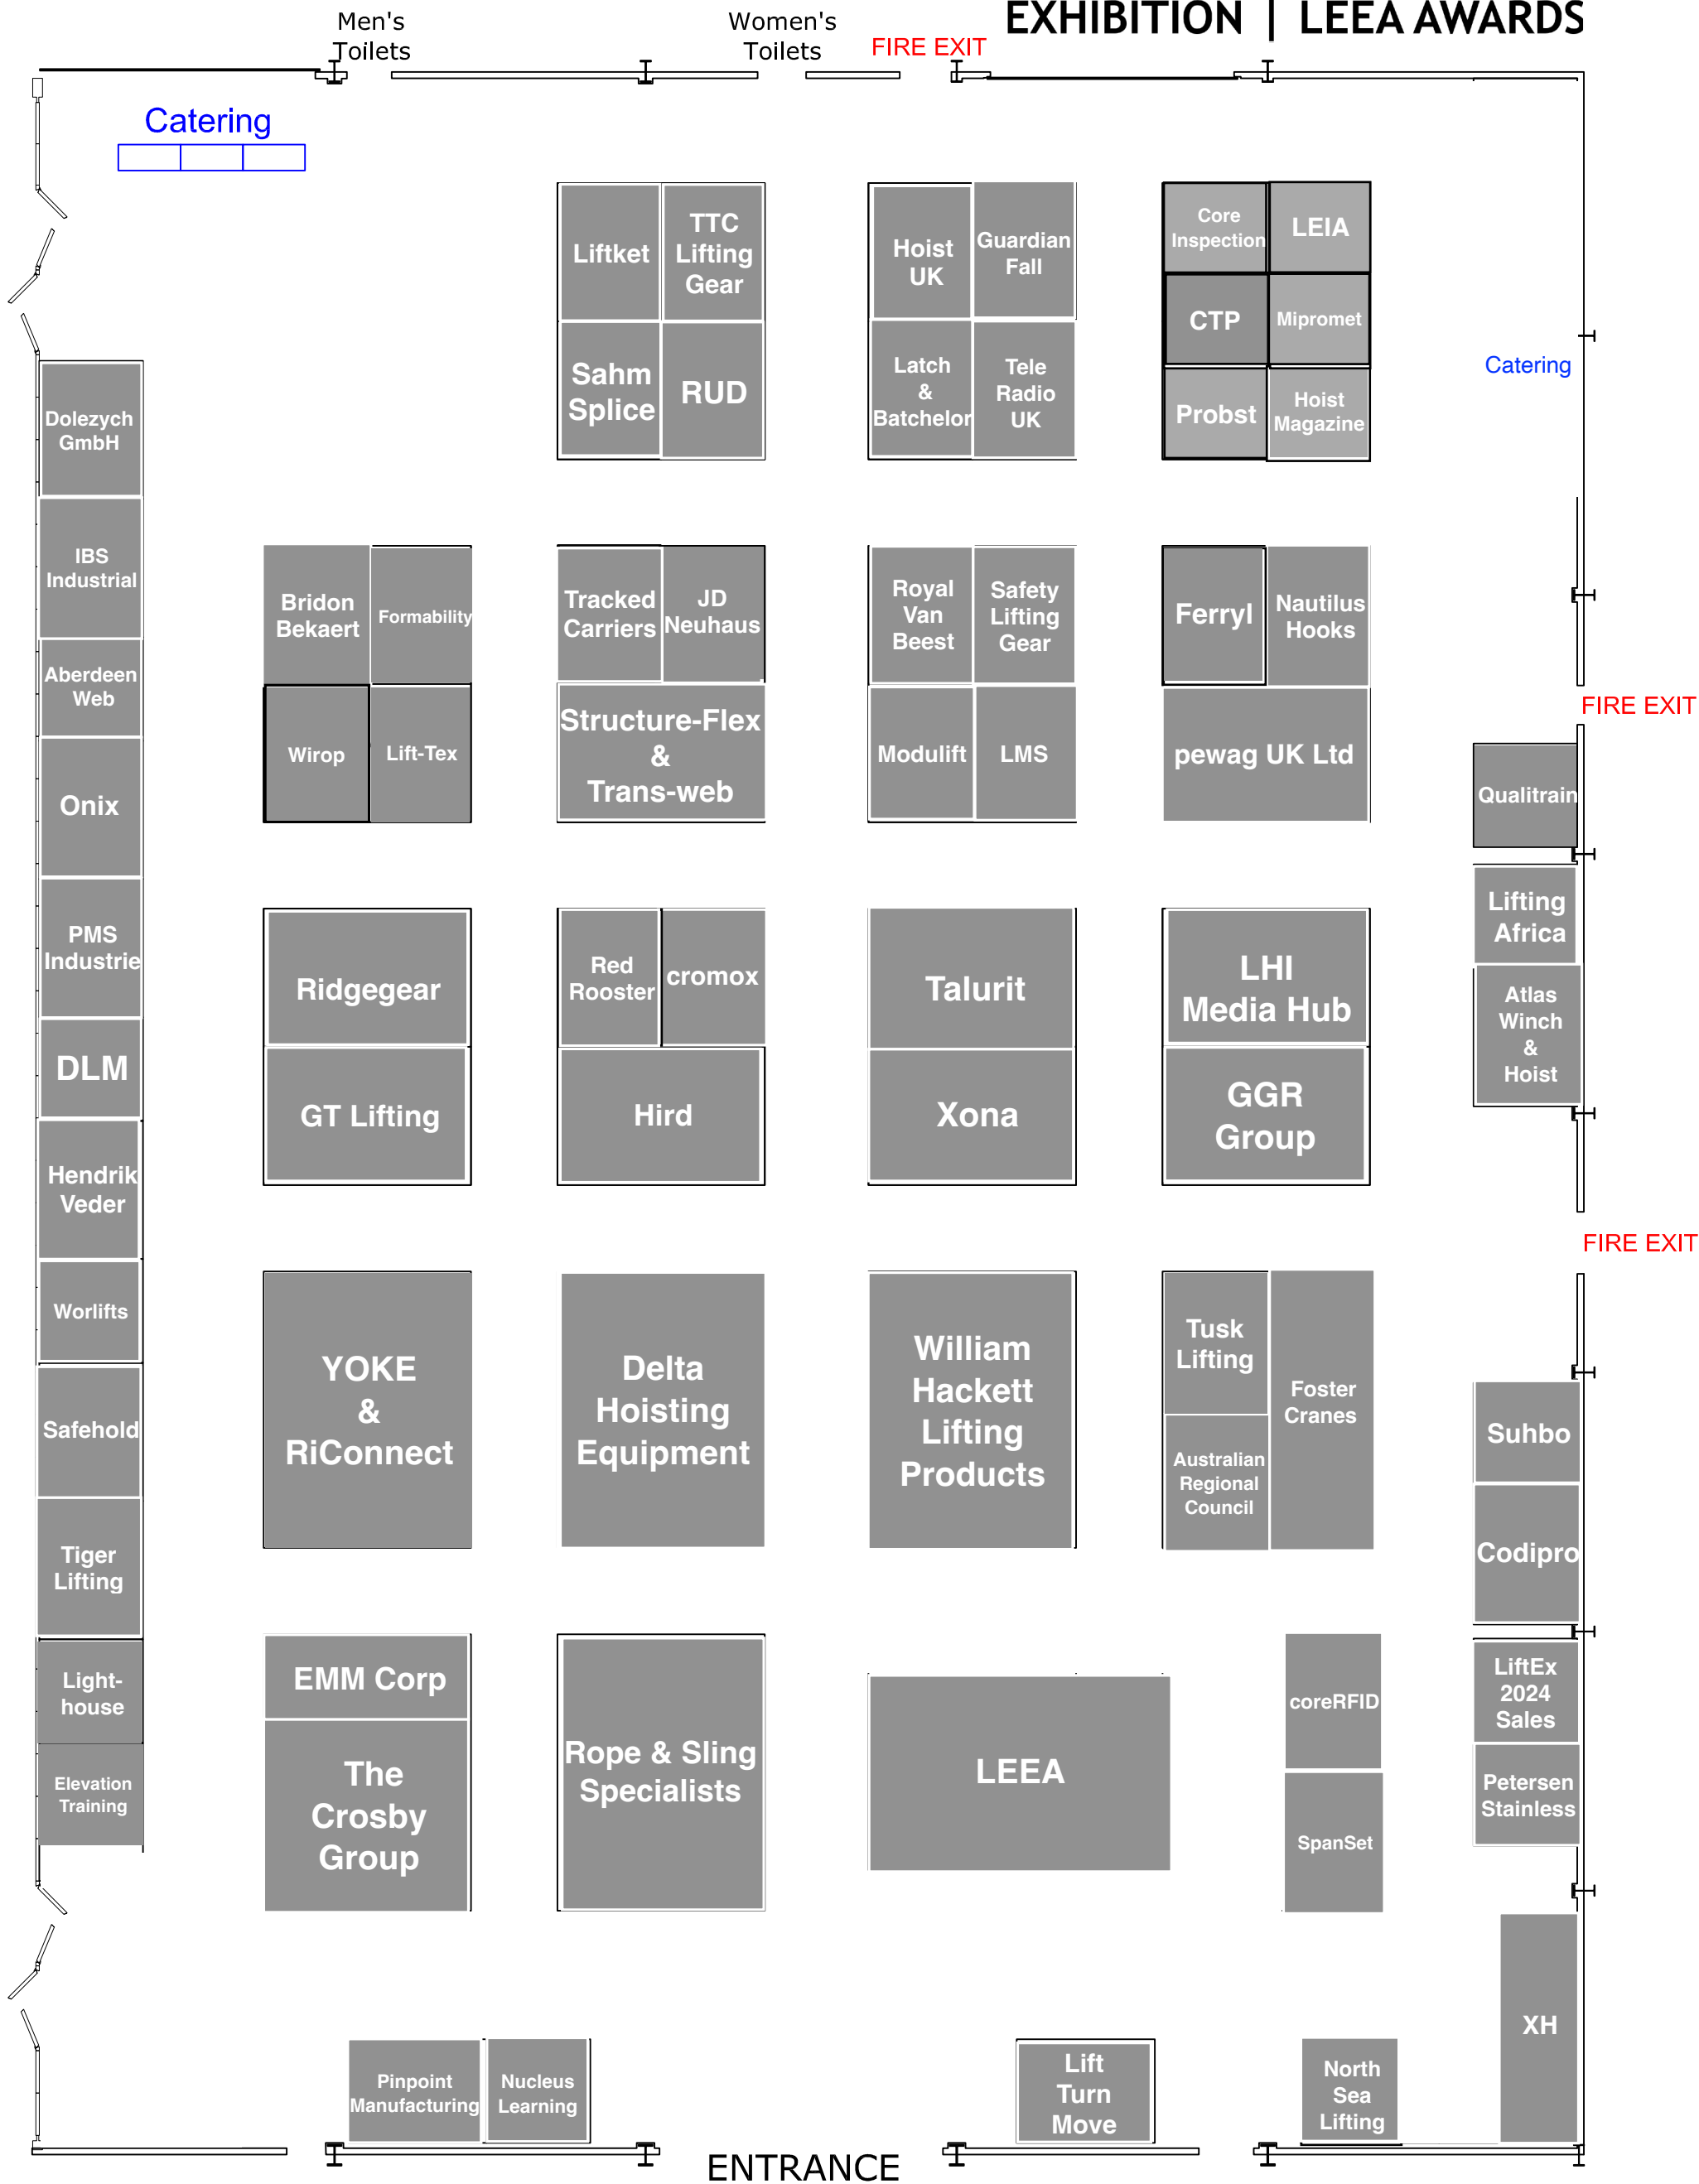 EXHIBITION | LEEA AWARDS
Men's
Toilets
Women's
Toilets
FIRE EXIT
Catering
Liftket
TTC
Lifting
Gear
Sahm
Splice
RUD
Hoist
UK
Guardian
Fall
Latch
&
Batchelor
Tele
Radio
UK
Core
Inspection
LEIA
CTP
Mipromet
Probst
Hoist
Magazine
Catering
Dolezych
GmbH
IBS
Industrial
Aberdeen
Web
Onix
PMS
Industrie
DLM
Hendrik
Veder
Worlifts
Safehold
Tiger
Lifting
Light-
house
Elevation
Training
Bridon
Bekaert
Formability
Wirop
Lift-Tex
Tracked
Carriers
JD
Neuhaus
Structure-Flex
&
Trans-web
Royal
Van
Beest
Safety
Lifting
Gear
Modulift
LMS
Ferryl
Nautilus
Hooks
pewag UK Ltd
FIRE EXIT
Qualitrain
Lifting
Africa
Atlas
Winch
&
Hoist
Ridgegear
GT Lifting
Red
Rooster
cromox
Hird
Talurit
Xona
LHI
Media Hub
GGR
Group
FIRE EXIT
YOKE
&
RiConnect
Delta
Hoisting
Equipment
William
Hackett
Lifting
Products
Tusk
Lifting
Foster
Cranes
Australian
Regional
Council
Suhbo
Codipro
EMM Corp
The
Crosby
Group
Rope & Sling
Specialists
LEEA
coreRFID
SpanSet
LiftEx
2024
Sales
Petersen
Stainless
XH
Pinpoint
Manufacturing
Nucleus
Learning
Lift
Turn
Move
North
Sea
Lifting
ENTRANCE